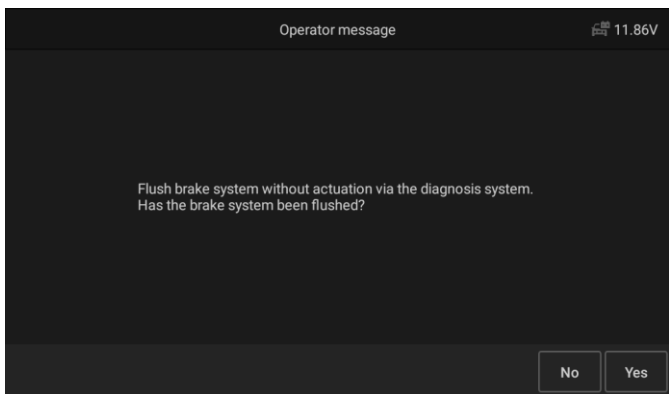 Operator message
11.86V
Flush brake system without actuation via the diagnosis system.
Has the brake system been flushed?
No
Yes